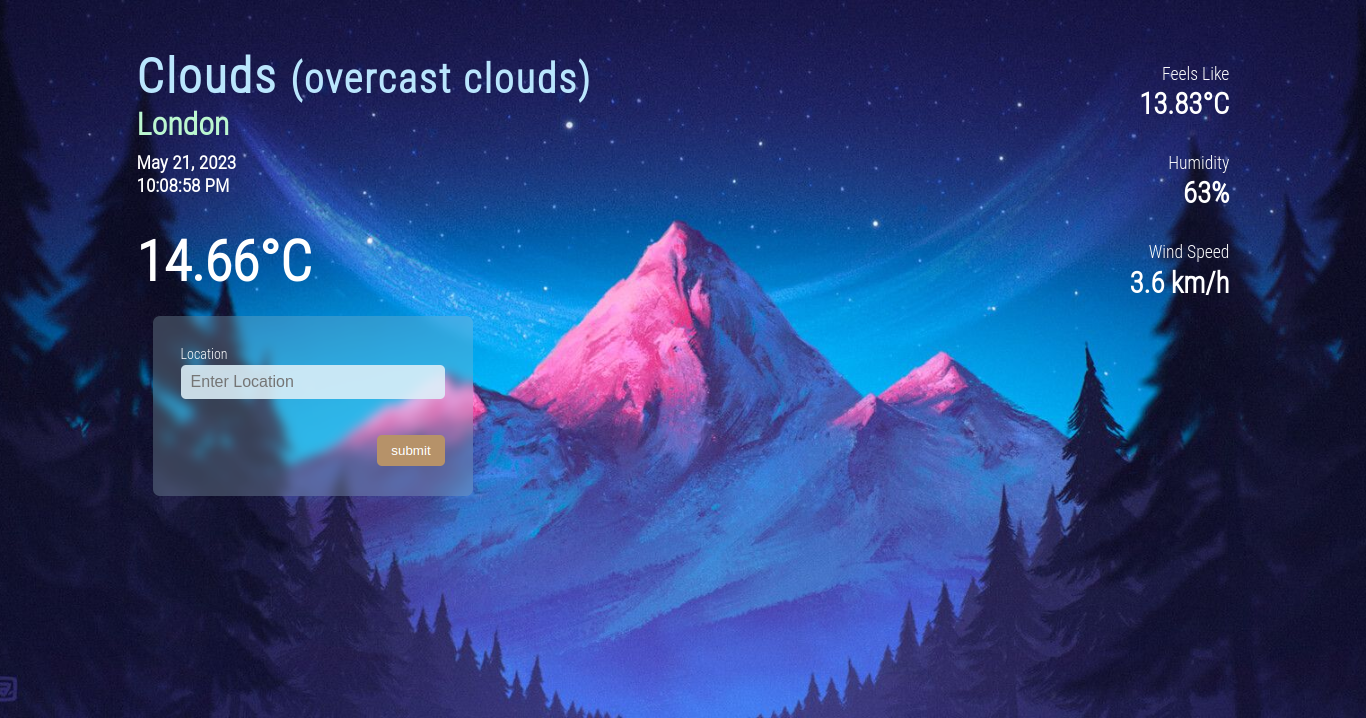 Clouds (overcast clouds)
London
May 21, 2023
10:08:58 PM
14.66°C
Location
Enter Location
submit
Feels Like
13.83°C
Humidity
63%
Wind Speed
3.6 km/h